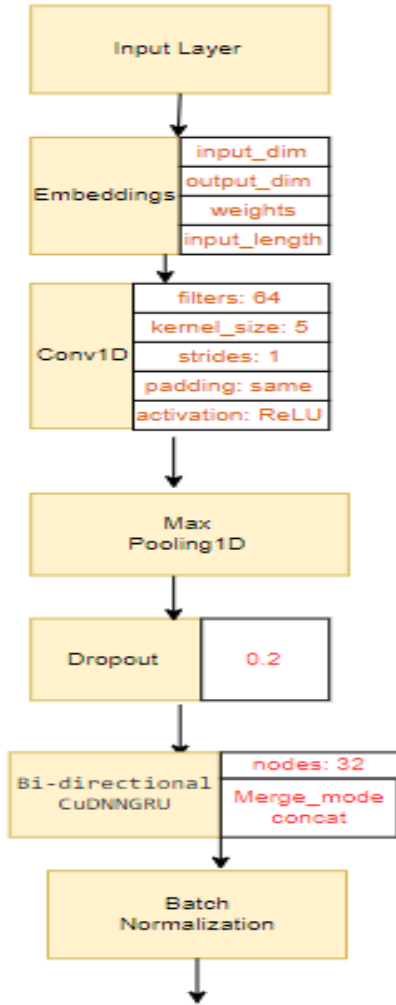 Input Layer
Embeddings
input_dim
output_dim
weights
input_length
Conv1D
filters: 64
kernel_size: 5
strides: 1
padding: same
activation: ReLU
Max
Pooling1D
Dropout
0.2
Bi-directional
CuDNNGRU
nodes: 32
Merge_mode
concat
Batch
Normalization